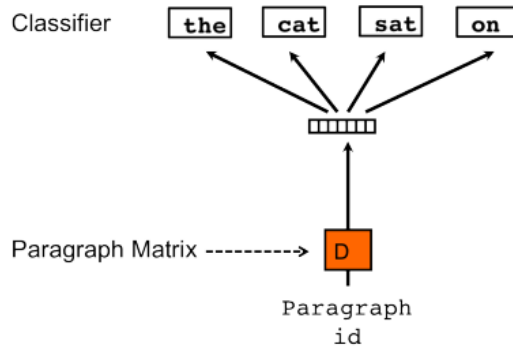 Classifier the cat sat on
Paragraph Matrix D
Paragraph
id